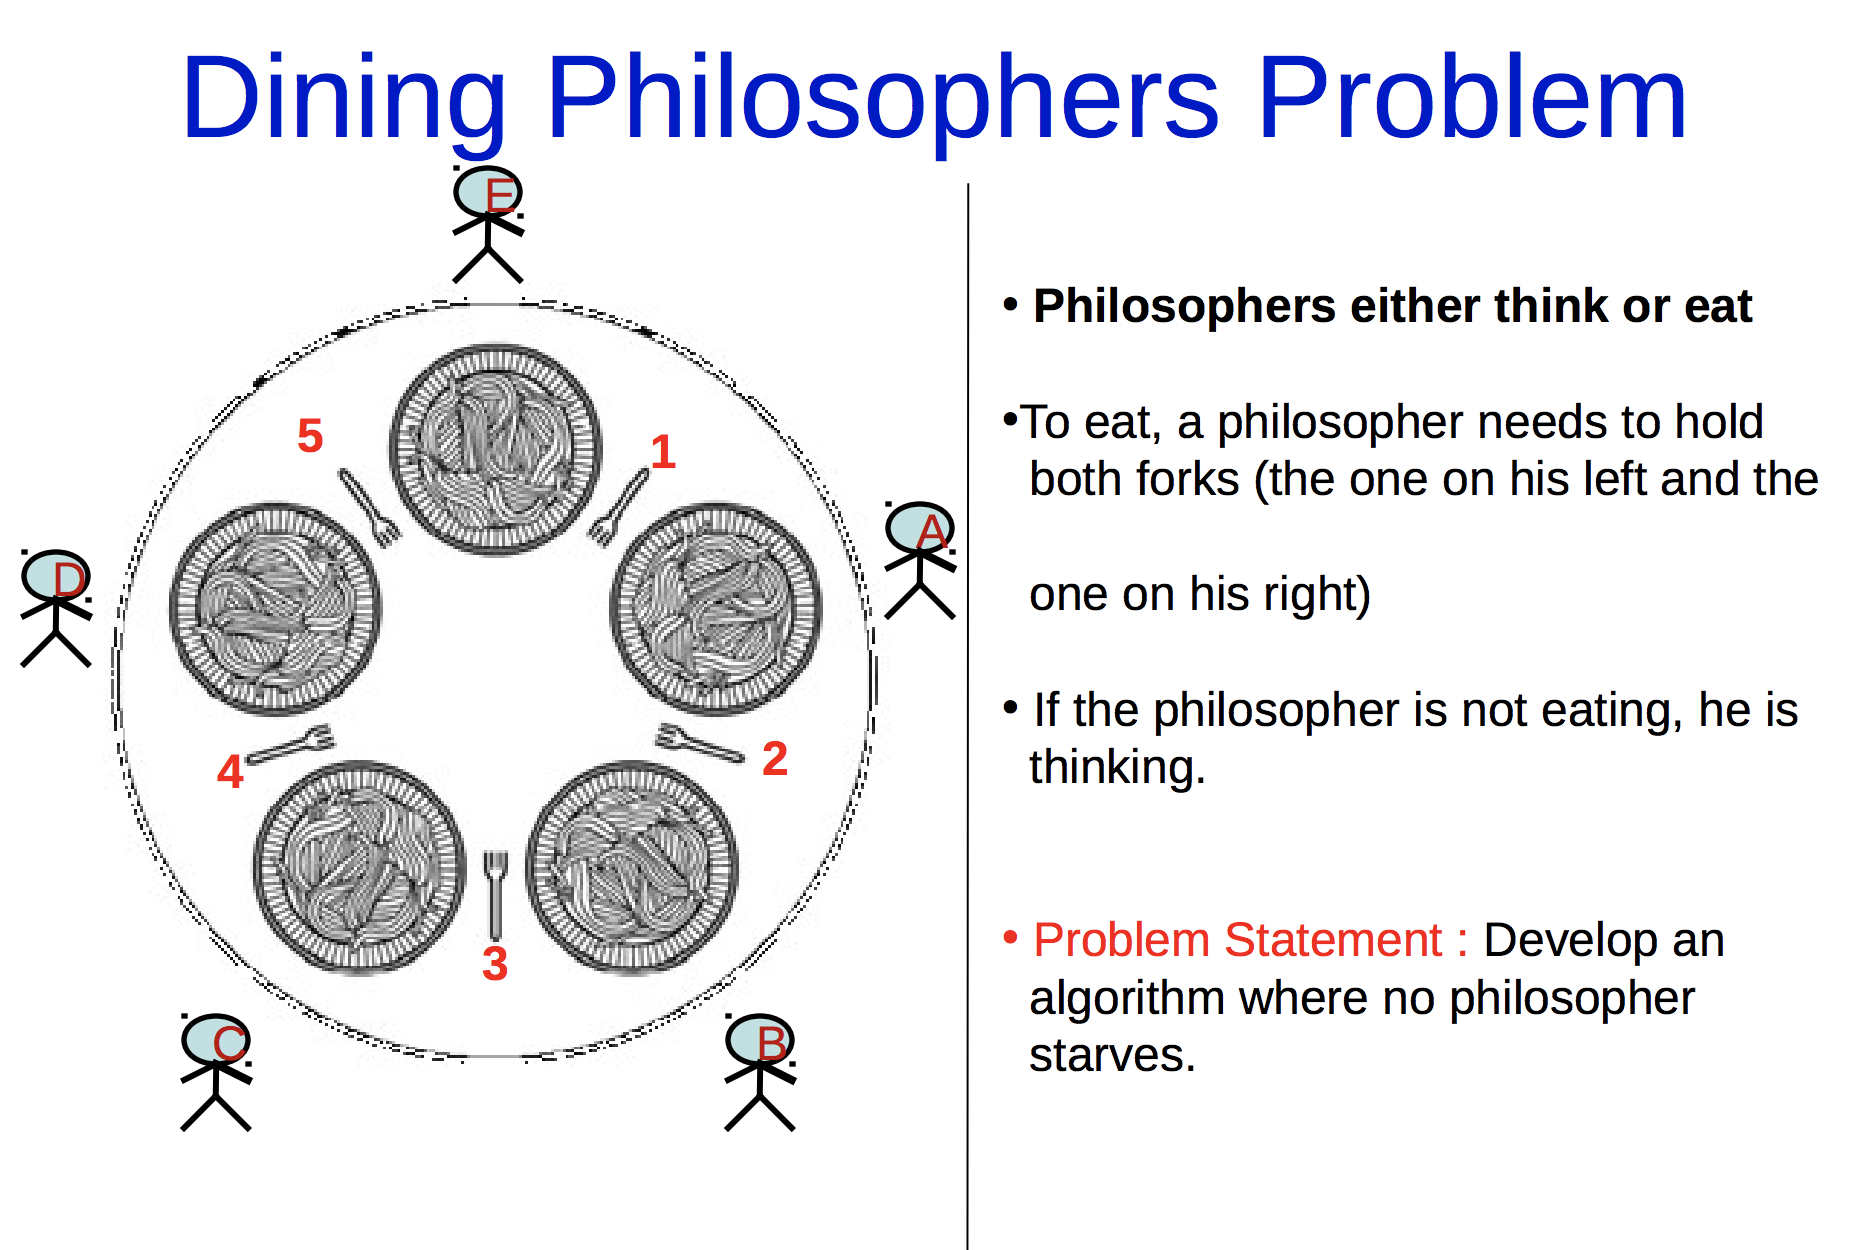 Dining Philosophers Problem
E
5
1
A
D
4
2
3
C
B
• Philosophers either think or eat
•To eat, a philosopher needs to hold
both forks (the one on his left and the
one on his right)
• If the philosopher is not eating, he is
thinking.
• Problem Statement : Develop an
algorithm where no philosopher
starves.